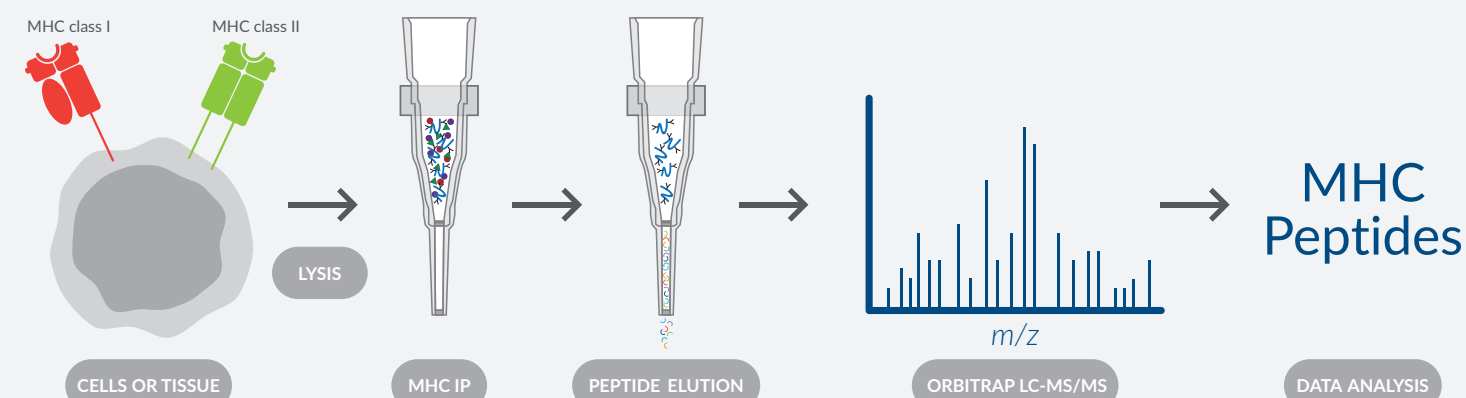 MHC class I
MHC class II
LYSIS
m/z
MHC
Peptides
CELLS OR TISSUE
MHC IP
PEPTIDE ELUTION
ORBITRAP LC-MS/MS
DATA ANALYSIS